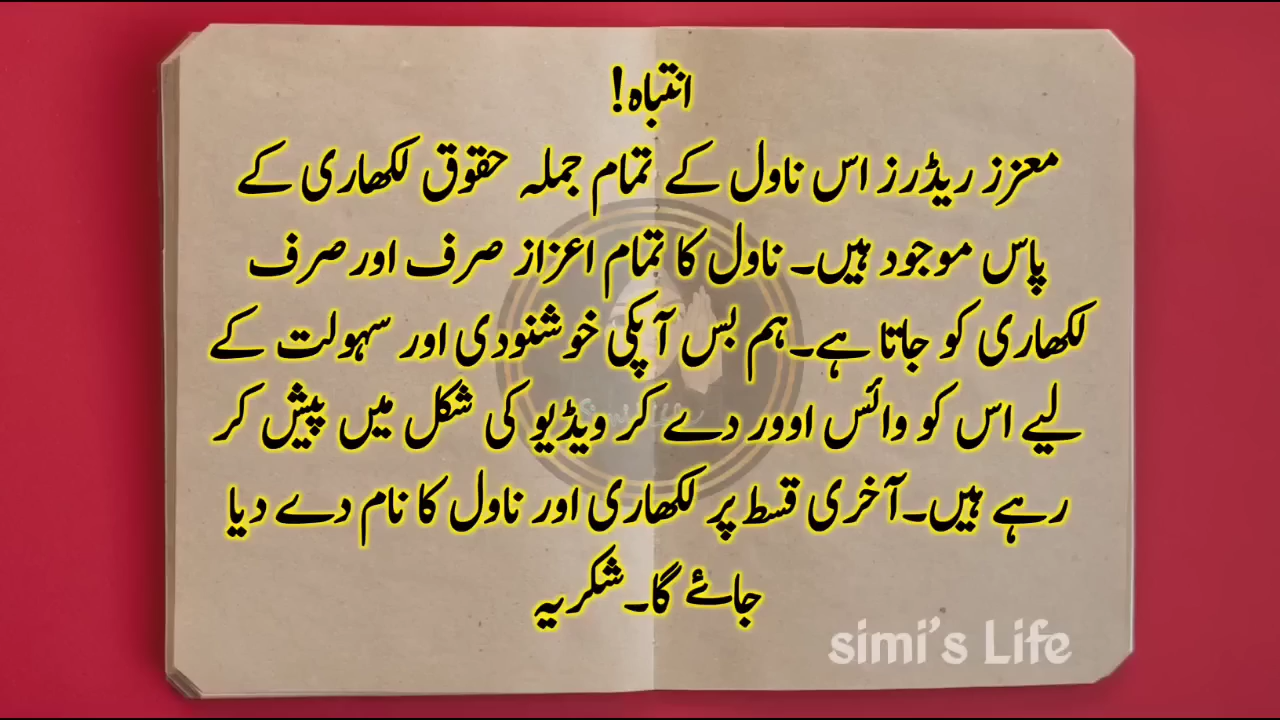 انتباہ!
معزز ریڈرز اس ناول کے تمام جملہ حقوق لکھاری کے
پاس موجود ہیں۔ ناول کا تمام اعزاز صرف اور صرف
لکھاری کو جاتا ہے۔ ہم بس آپکی خوشنودی اور سہولت کے
لیے اس کو وائس اوور دے کر ویڈیو کی شکل میں پیش کر
رہے ہیں۔ آخری قسط پر لکھاری اور ناول کا نام دے دیا
جائے گا۔ شکریہ
simi's Life